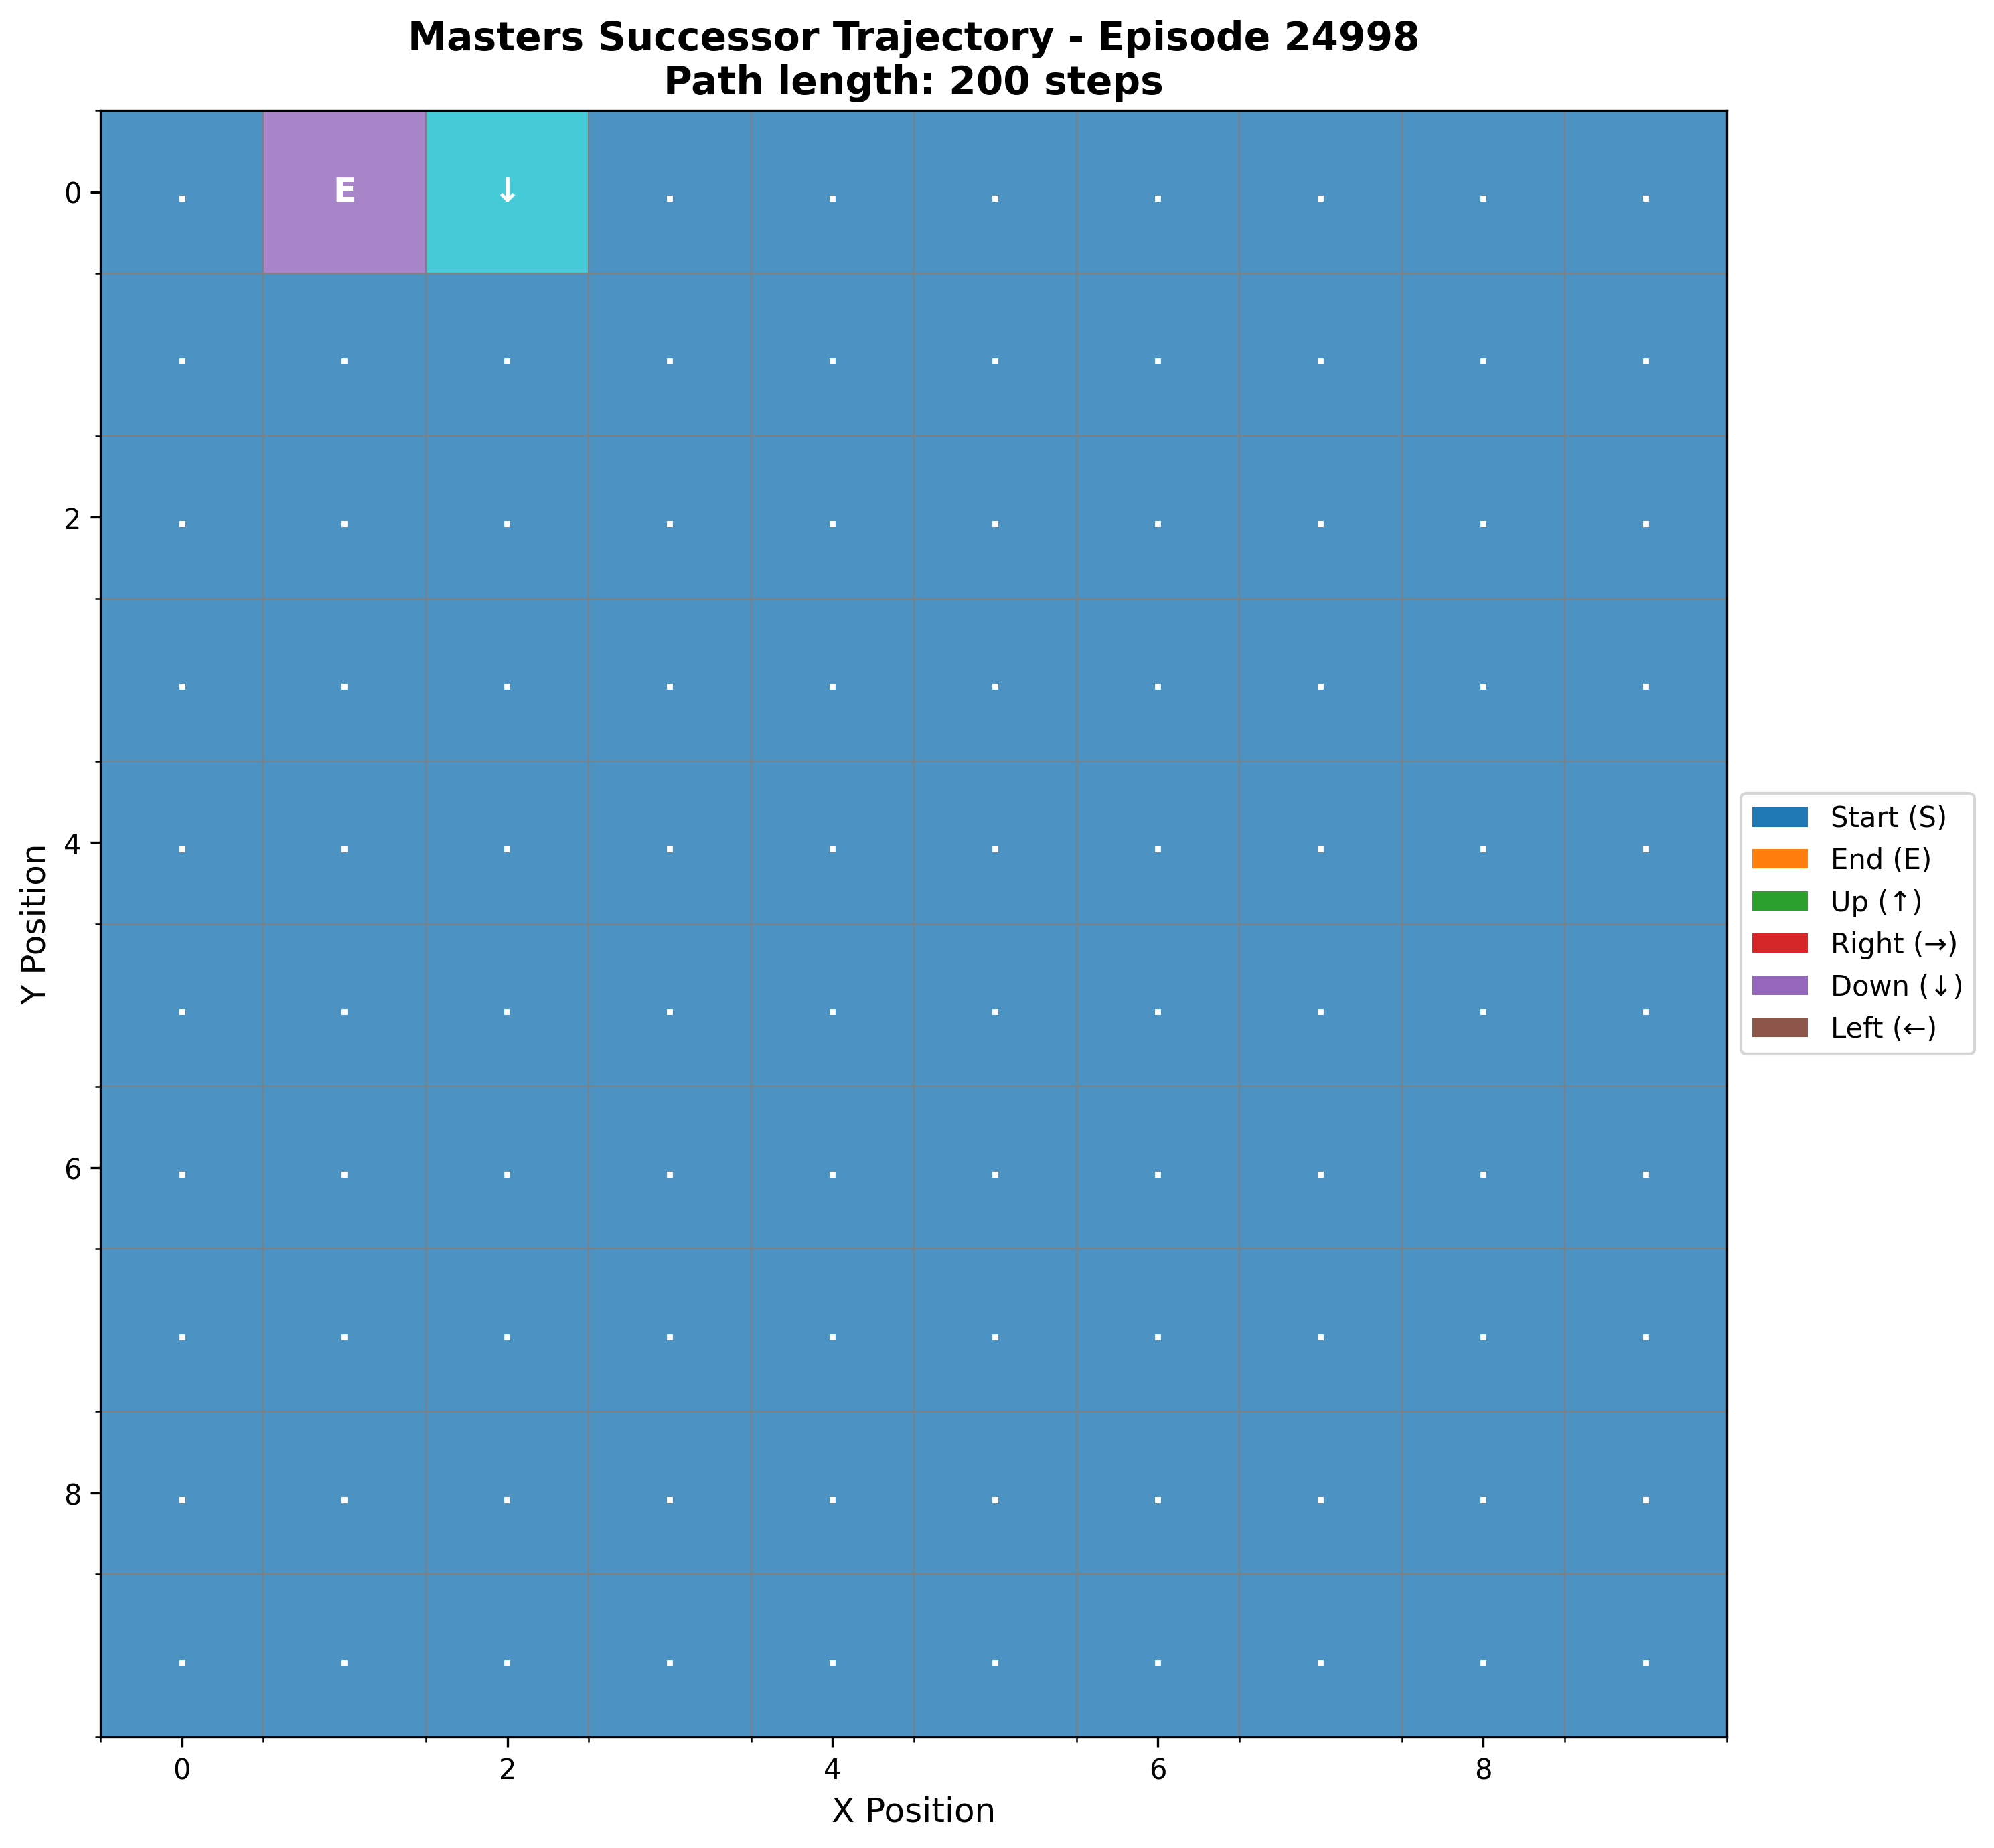 Masters Successor Trajectory - Episode 24998
Path length: 200 steps
E ↓
0
2
4
6
8
Y Position
0 2 4 6 8
X Position
Start (S)
End (E)
Up (↑)
Right (→)
Down (↓)
Left (←)